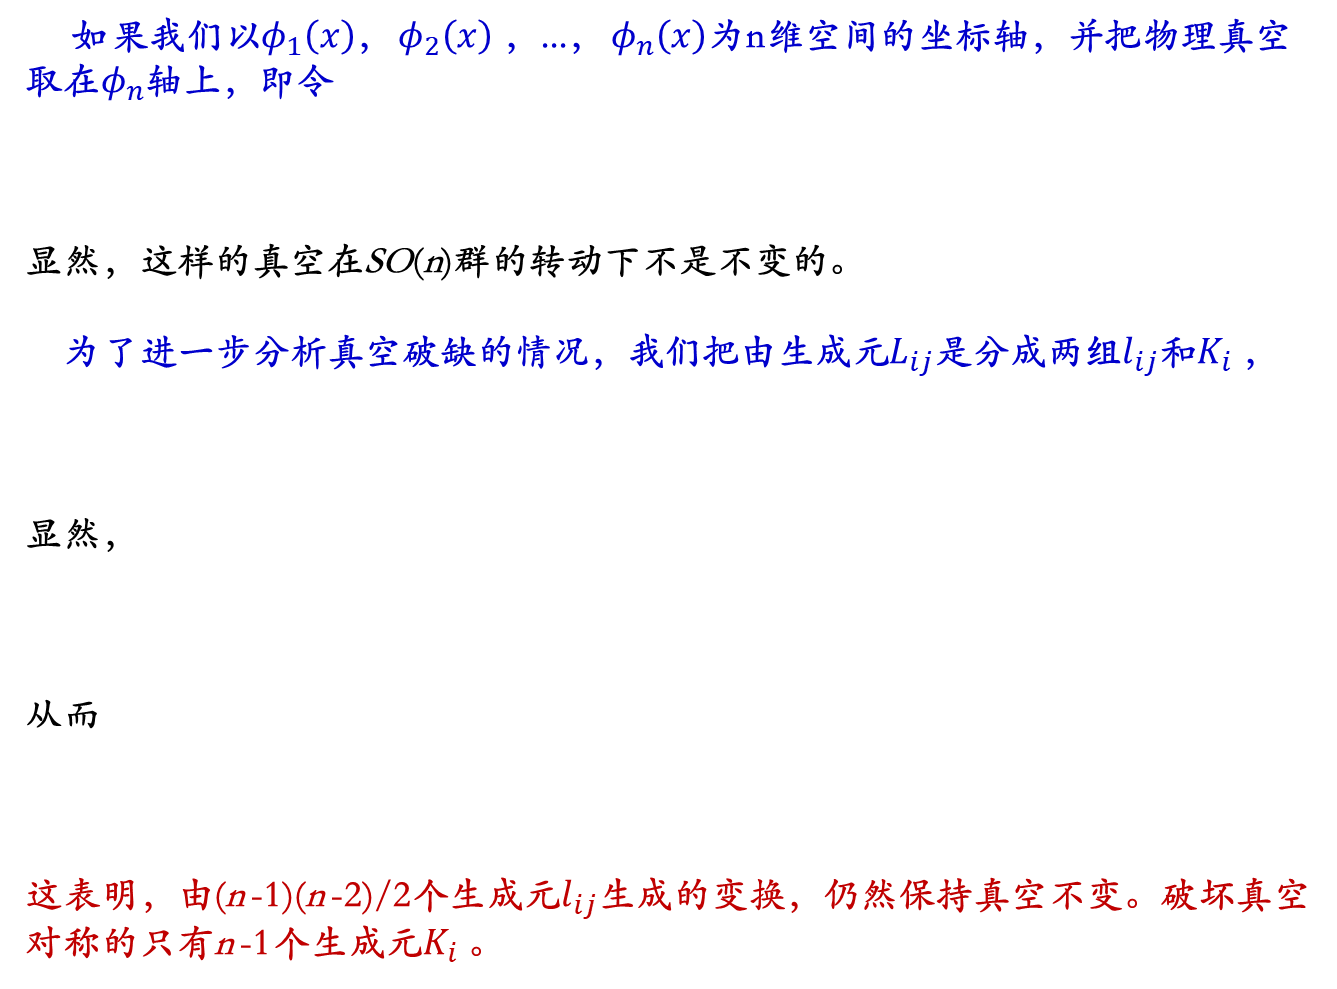 如果我们以ϕ₁(x)，ϕ₂(x)，…，ϕₙ(x)为n维空间的坐标轴，并把物理真空
取在ϕₙ轴上，即令
显然，这样的真空在SO(n)群的转动下不是不变的。
为了进一步分析真空破缺的情况，我们把由生成元Lᵢⱼ是分成两组lᵢⱼ和Kᵢ，
显然，
从而
这表明，由(n-1)(n-2)/2个生成元lᵢⱼ生成的变换，仍然保持真空不变。破坏真空
对称的只有n-1个生成元Kᵢ。